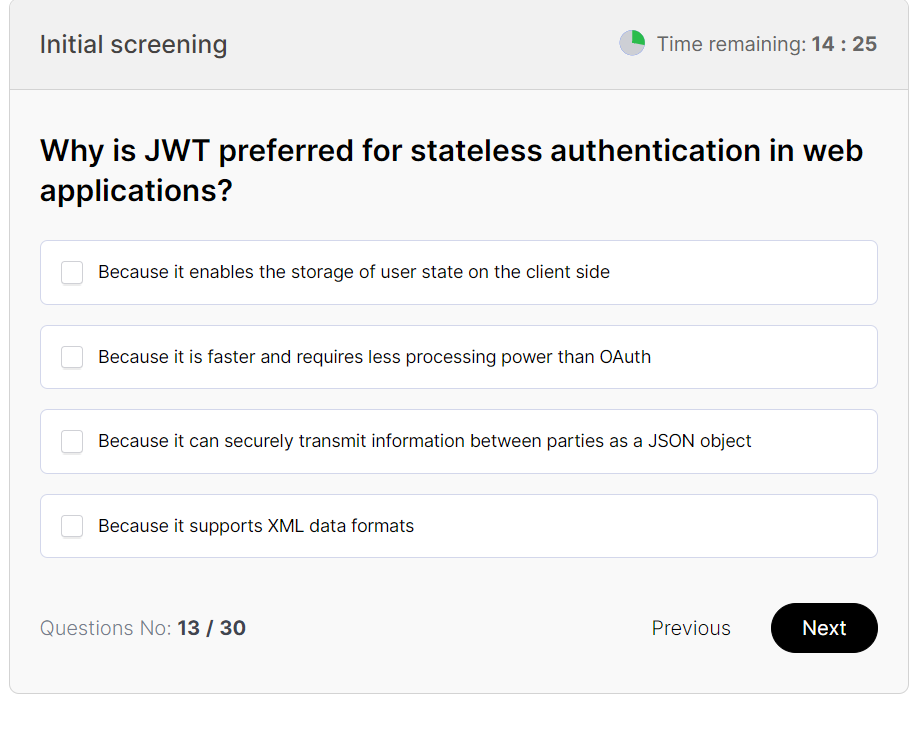 Initial screening
Time remaining: 14 : 25
Why is JWT preferred for stateless authentication in web
applications?
Because it enables the storage of user state on the client side
Because it is faster and requires less processing power than OAuth
Because it can securely transmit information between parties as a JSON object
Because it supports XML data formats
Questions No: 13 / 30
Previous
Next